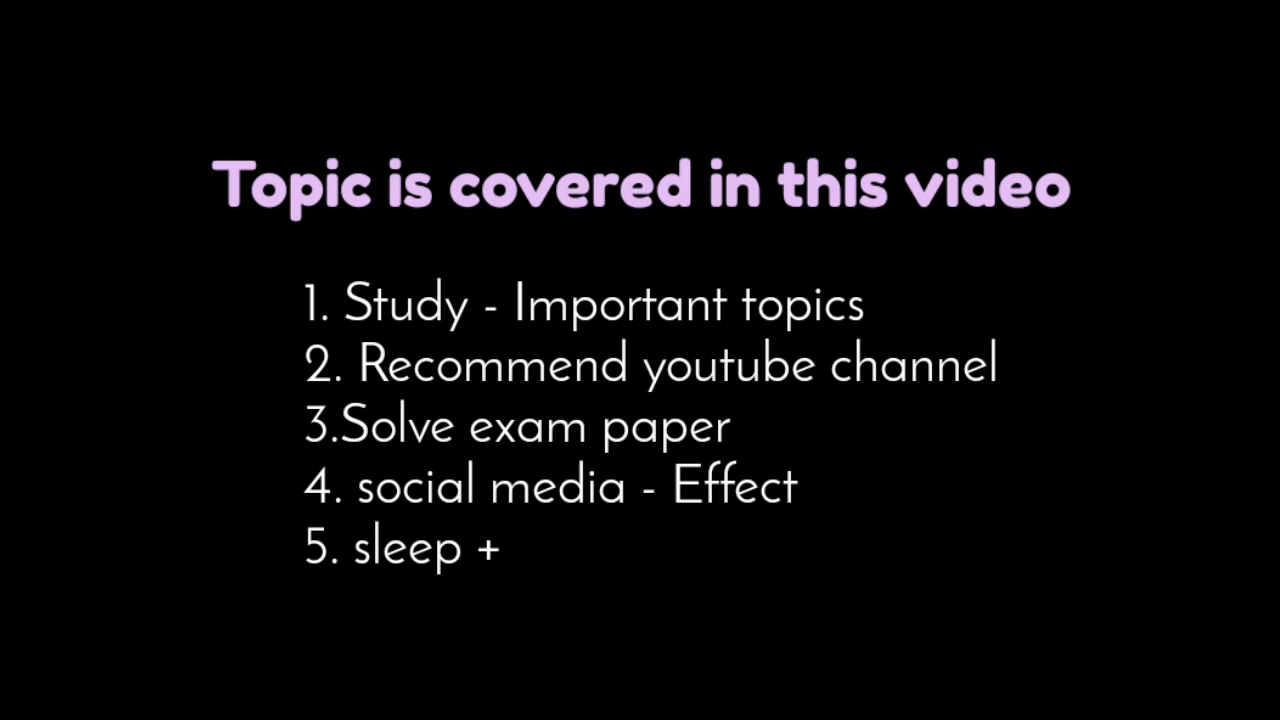 Topic is covered in this video
1. Study - Important topics
2. Recommend youtube channel
3.Solve exam paper
4. social media - Effect
5. sleep +